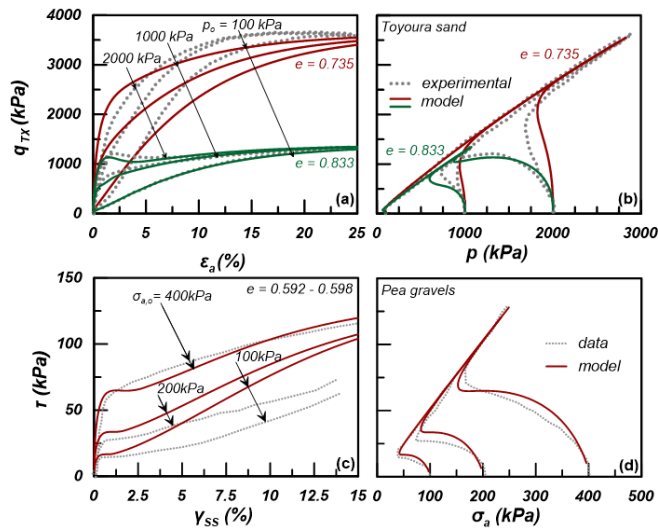 1000 kPa
p_o = 100 kPa
2000 kPa
e = 0.735
e = 0.833
4000
3000
2000
1000
0
q_TX (kPa)
0
5
10
15
20
25
ε_a (%)
(a)
Toyoura sand
e = 0.735
experimental
model
e = 0.833
0
1000
2000
3000
p (kPa)
(b)
σ_a,o = 400kPa
e = 0.592 - 0.598
100kPa
200kPa
150
100
50
0
τ (kPa)
0
2.5
5
7.5
10
12.5
15
γ_SS (%)
(c)
Pea gravels
data
model
0
100
200
300
400
500
σ_a (kPa)
(d)